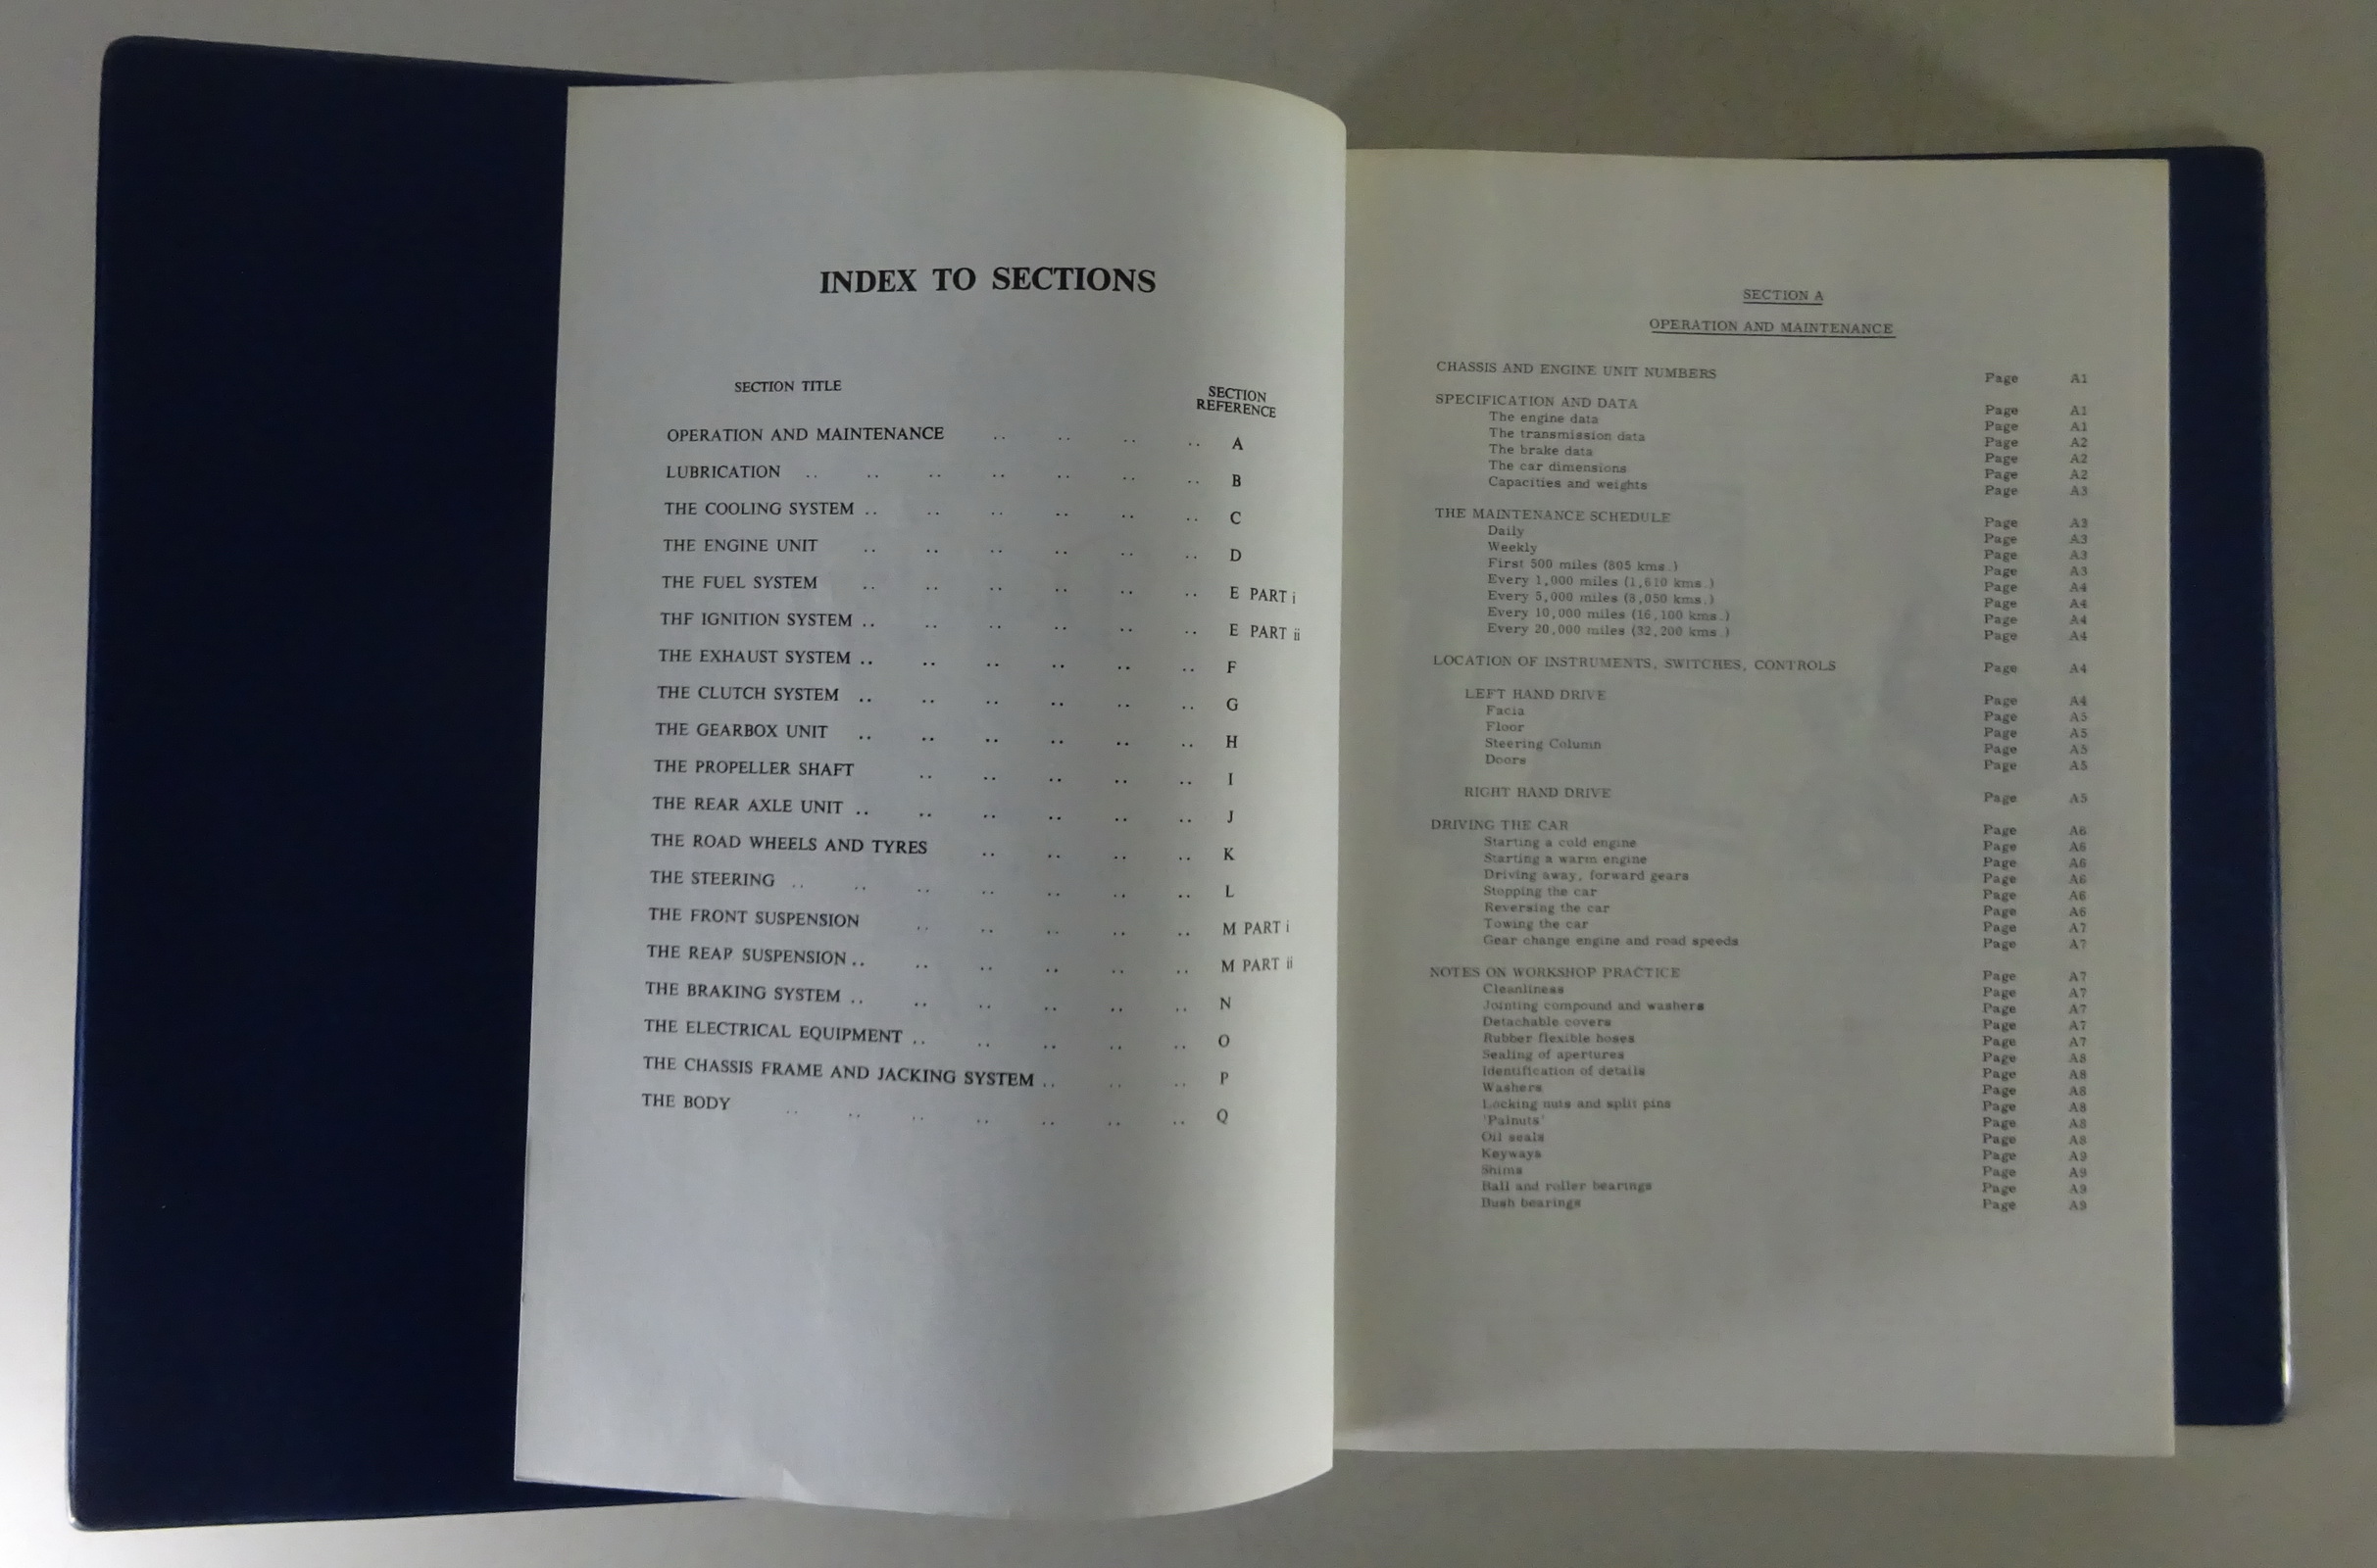 INDEX TO SECTIONS
SECTION TITLE
SECTION
REFERENCE
OPERATION AND MAINTENANCE .. .. .. .. A
LUBRICATION .. .. .. .. .. .. .. B
THE COOLING SYSTEM .. .. .. .. .. .. C
THE ENGINE UNIT .. .. .. .. .. .. D
THE FUEL SYSTEM .. .. .. .. .. .. E PART i
THF IGNITION SYSTEM .. .. .. .. .. .. E PART ii
THE EXHAUST SYSTEM .. .. .. .. .. .. F
THE CLUTCH SYSTEM .. .. .. .. .. .. G
THE GEARBOX UNIT .. .. .. .. .. .. H
THE PROPELLER SHAFT .. .. .. .. .. I
THE REAR AXLE UNIT .. .. .. .. .. .. J
THE ROAD WHEELS AND TYRES .. .. .. .. K
THE STEERING .. .. .. .. .. .. .. L
THE FRONT SUSPENSION .. .. .. .. .. M PART i
THE REAP SUSPENSION .. .. .. .. .. .. M PART ii
THE BRAKING SYSTEM .. .. .. .. .. .. N
THE ELECTRICAL EQUIPMENT .. .. .. .. .. O
THE CHASSIS FRAME AND JACKING SYSTEM .. .. .. P
THE BODY .. .. .. .. .. .. .. Q
SECTION A
OPERATION AND MAINTENANCE
CHASSIS AND ENGINE UNIT NUMBERS Page A1
SPECIFICATION AND DATA Page A1
The engine data Page A1
The transmission data Page A2
The brake data Page A2
The car dimensions Page A2
Capacities and weights Page A3
THE MAINTENANCE SCHEDULE Page A3
Daily Page A3
Weekly Page A3
First 500 miles (805 kms.) Page A3
Every 1,000 miles (1,610 kms.) Page A4
Every 5,000 miles (8,050 kms.) Page A4
Every 10,000 miles (16,100 kms.) Page A4
Every 20,000 miles (32,200 kms.) Page A4
LOCATION OF INSTRUMENTS, SWITCHES, CONTROLS Page A4
LEFT HAND DRIVE Page A4
Facia Page A5
Floor Page A5
Steering Column Page A5
Doors Page A5
RIGHT HAND DRIVE Page A5
DRIVING THE CAR Page A6
Starting a cold engine Page A6
Starting a warm engine Page A6
Driving away, forward gears Page A6
Stopping the car Page A6
Reversing the car Page A6
Towing the car Page A7
Gear change engine and road speeds Page A7
NOTES ON WORKSHOP PRACTICE Page A7
Cleanliness Page A7
Jointing compound and washers Page A7
Detachable covers Page A7
Rubber flexible hoses Page A7
Sealing of apertures Page A8
Identification of details Page A8
Washers Page A8
Locking nuts and split pins Page A8
'Palnuts' Page A8
Oil seals Page A8
Keyways Page A9
Shims Page A9
Ball and roller bearings Page A9
Bush bearings Page A9